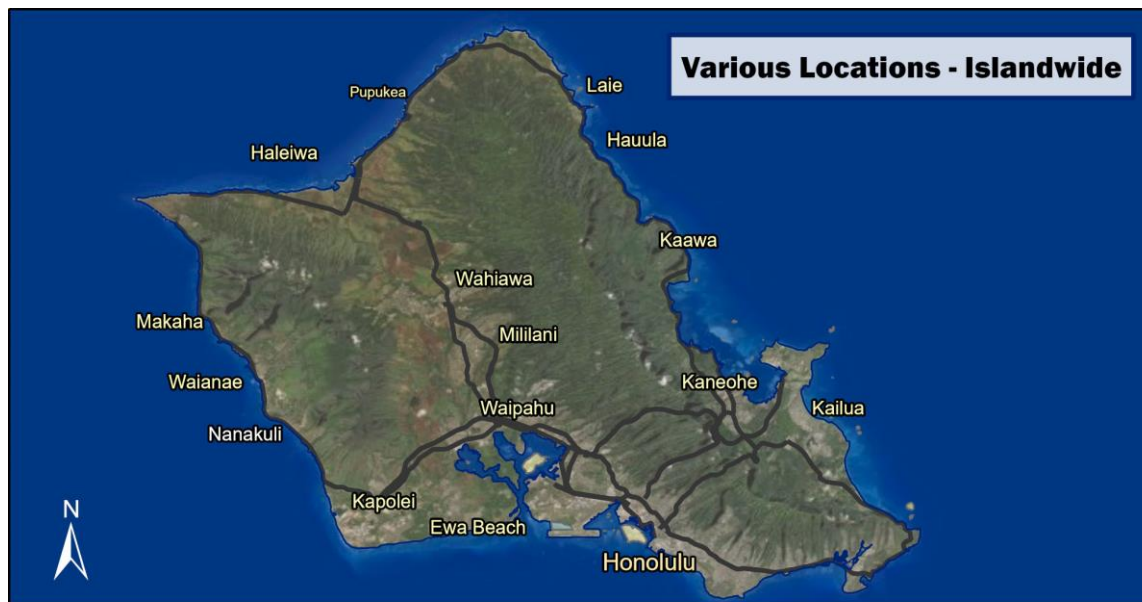 Various Locations - Islandwide
Pupukea
Laie
Hauula
Haleiwa
Kaawa
Wahiawa
Makaha
Mililani
Waianae
Kaneohe
Waipahu
Kailua
Nanakuli
Kapolei
Ewa Beach
N
Honolulu